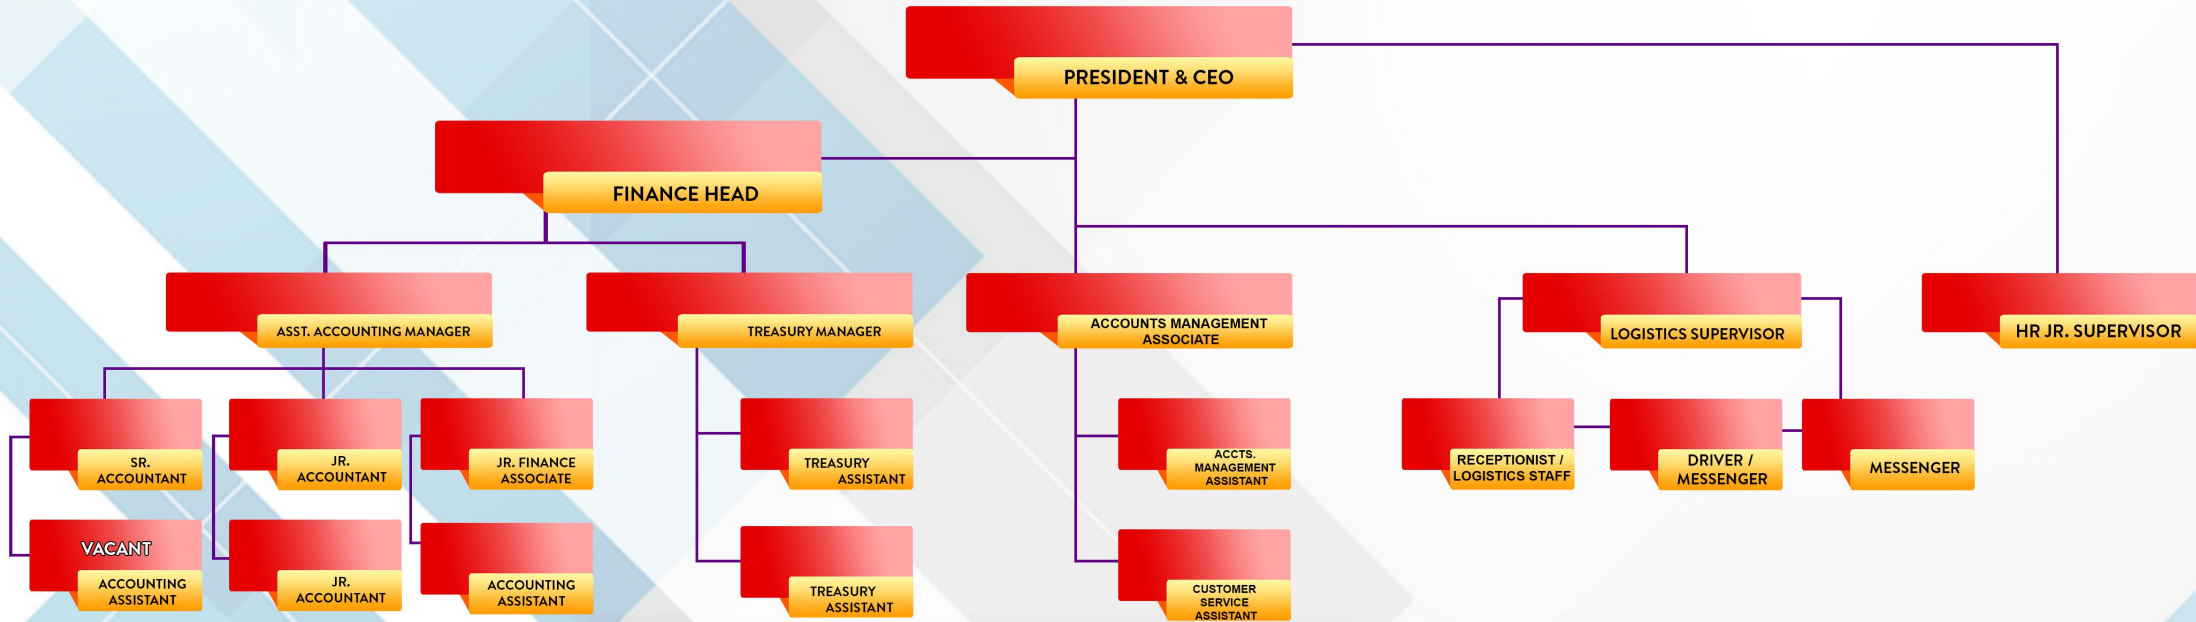 PRESIDENT & CEO
FINANCE HEAD
ASST. ACCOUNTING MANAGER
TREASURY MANAGER
ACCOUNTS MANAGEMENT
ASSOCIATE
LOGISTICS SUPERVISOR
HR JR. SUPERVISOR
SR.
ACCOUNTANT
JR.
ACCOUNTANT
JR. FINANCE
ASSOCIATE
TREASURY
ASSISTANT
ACCTS.
MANAGEMENT
ASSISTANT
RECEPTIONIST /
LOGISTICS STAFF
DRIVER /
MESSENGER
MESSENGER
VACANT
ACCOUNTING
ASSISTANT
JR.
ACCOUNTANT
ACCOUNTING
ASSISTANT
TREASURY
ASSISTANT
CUSTOMER
SERVICE
ASSISTANT